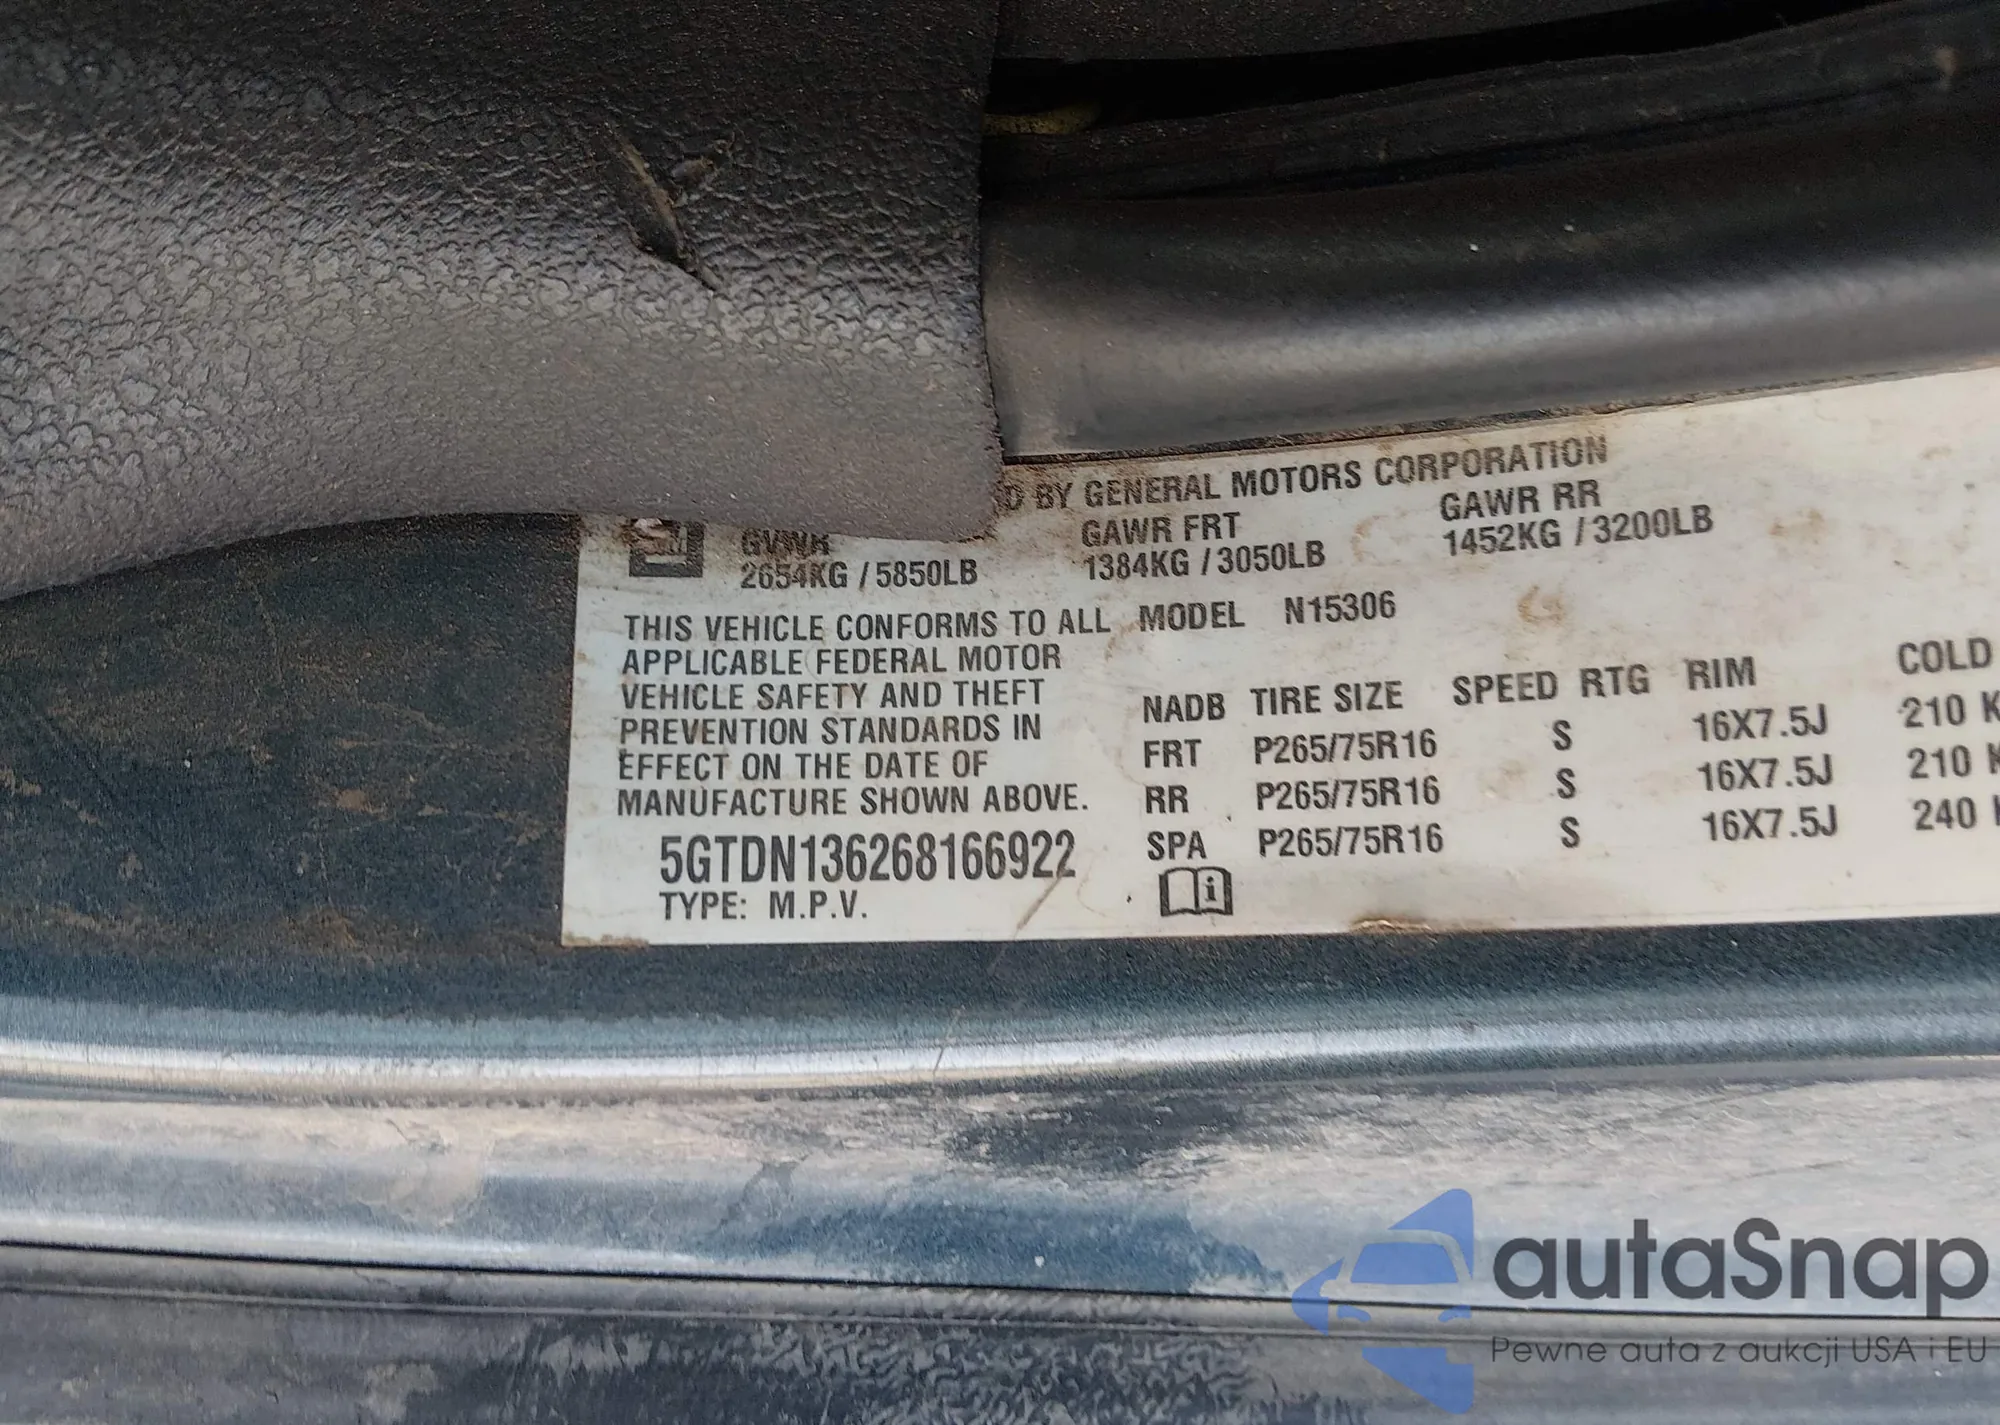 D BY GENERAL MOTORS CORPORATION
GVWR GAWR FRT GAWR RR
2654KG / 5850LB 1384KG / 3050LB 1452KG / 3200LB
THIS VEHICLE CONFORMS TO ALL
APPLICABLE FEDERAL MOTOR
VEHICLE SAFETY AND THEFT
PREVENTION STANDARDS IN
EFFECT ON THE DATE OF
MANUFACTURE SHOWN ABOVE.
5GTDN136268166922
TYPE: M.P.V.
MODEL N15306
NADB TIRE SIZE SPEED RTG RIM COLD
FRT P265/75R16 S 16X7.5J 210 K
RR P265/75R16 S 16X7.5J 210 K
SPA P265/75R16 S 16X7.5J 240 K
i
autaSnap
Pewne auta z aukcji USA i EU